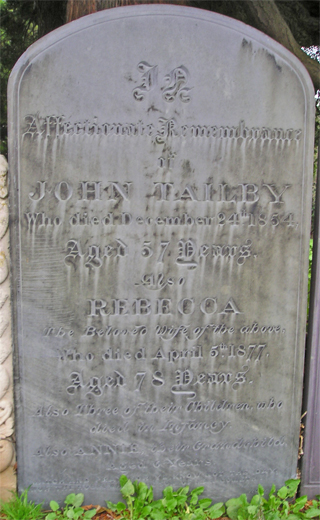 In
Affectionate Remembrance
of
JOHN TAILBY
Who died December 24th 1854.
Aged 57 Years.
Also
REBECCA
The Beloved Wife of the above,
Who died April 5th 1877.
Aged 78 Years.
Also Three of their Children, who
died in Infancy
Also